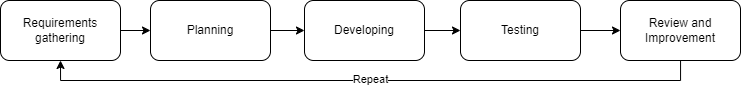 Requirements
gathering
Planning
Developing
Testing
Review and
Improvement
Repeat